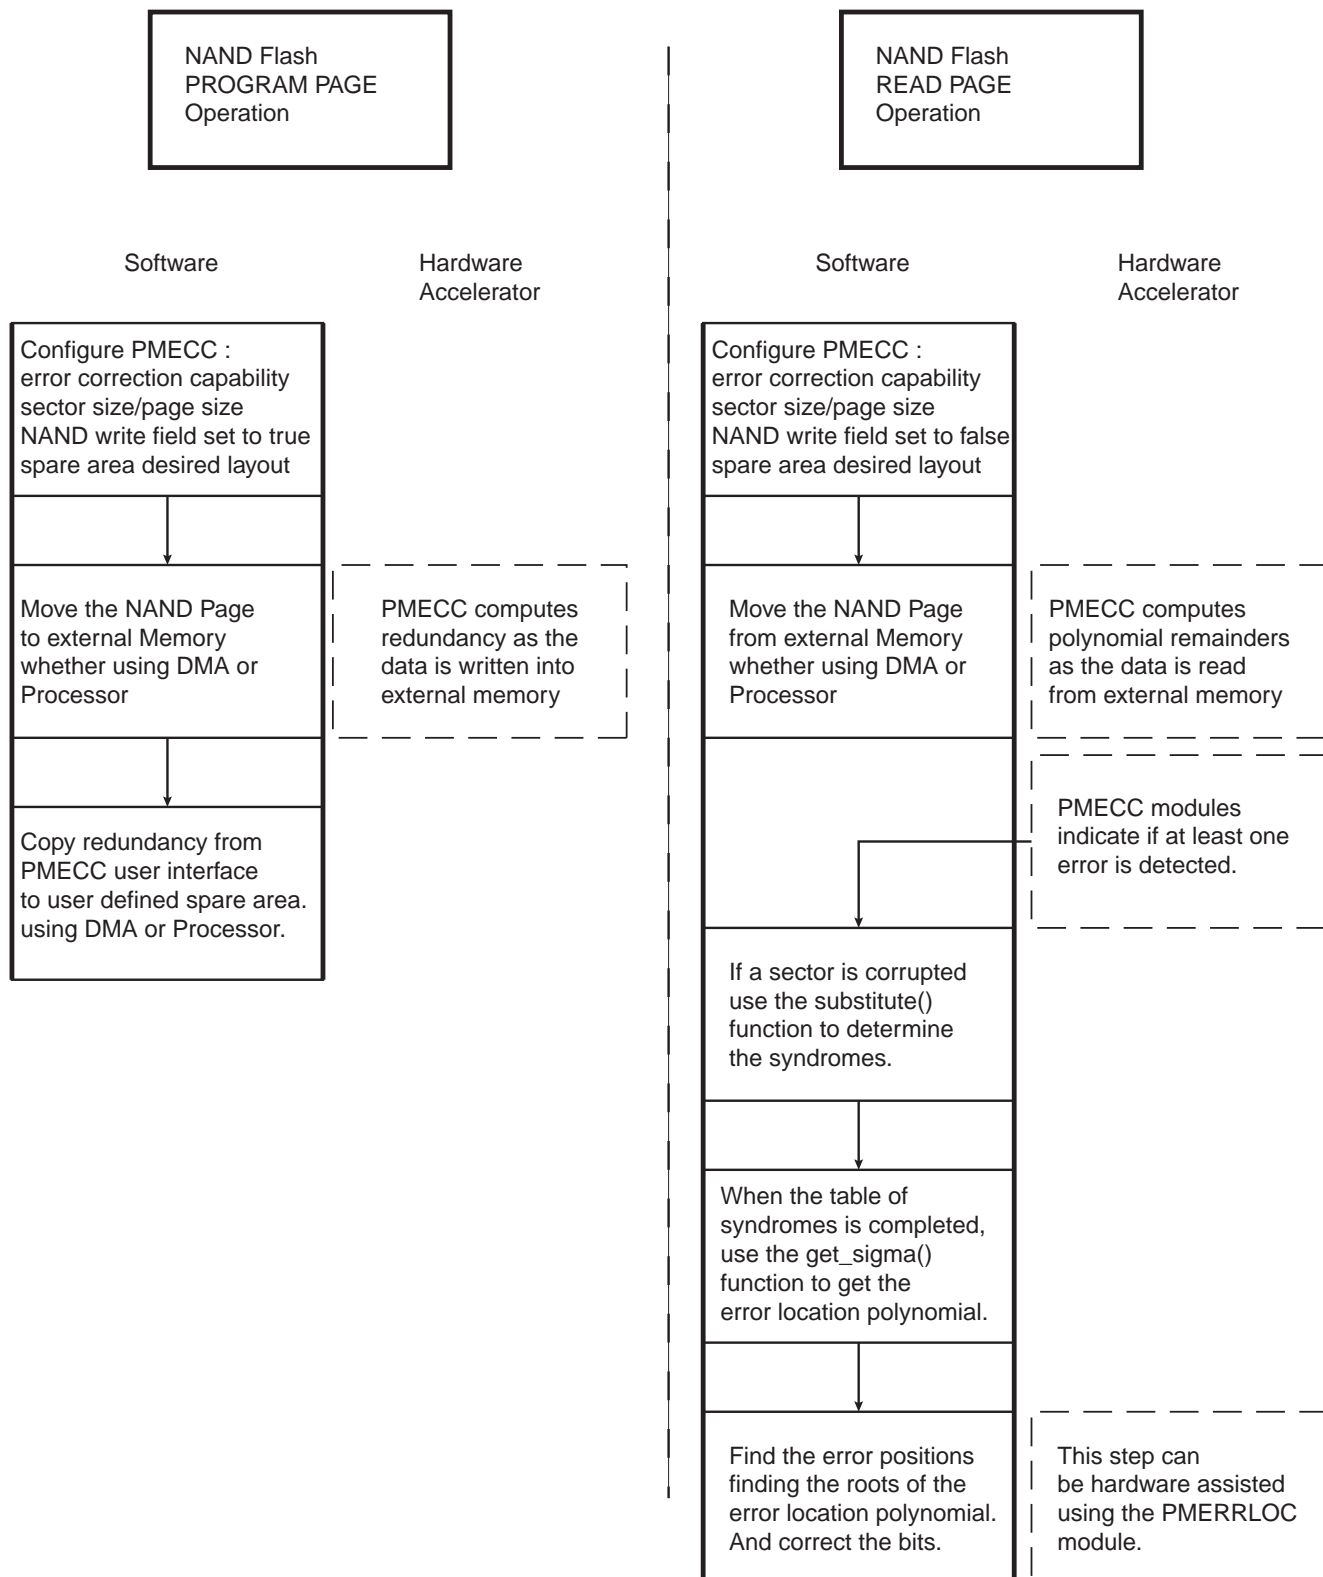 NAND Flash
PROGRAM PAGE
Operation
Software
Hardware
Accelerator
Configure PMECC :
error correction capability
sector size/page size
NAND write field set to true
spare area desired layout
Move the NAND Page
to external Memory
whether using DMA or
Processor
PMECC computes
redundancy as the
data is written into
external memory
Copy redundancy from
PMECC user interface
to user defined spare area.
using DMA or Processor.
NAND Flash
READ PAGE
Operation
Software
Hardware
Accelerator
Configure PMECC :
error correction capability
sector size/page size
NAND write field set to false
spare area desired layout
Move the NAND Page
from external Memory
whether using DMA or
Processor
PMECC computes
polynomial remainders
as the data is read
from external memory
PMECC modules
indicate if at least one
error is detected.
If a sector is corrupted
use the substitute()
function to determine
the syndromes.
When the table of
syndromes is completed,
use the get_sigma()
function to get the
error location polynomial.
Find the error positions
finding the roots of the
error location polynomial.
And correct the bits.
This step can
be hardware assisted
using the PMERRLOC
module.